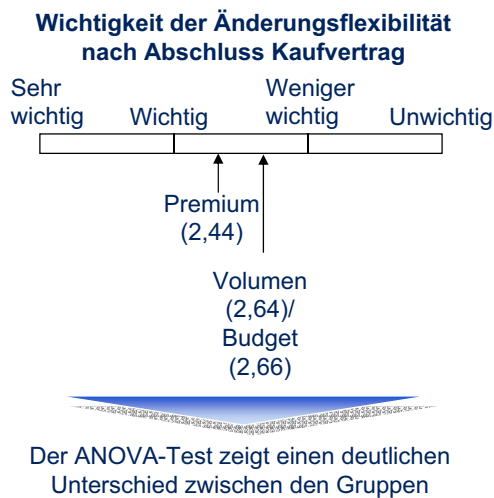 Wichtigkeit der Änderungsflexibilität
nach Abschluss Kaufvertrag
Sehr
wichtig
Wichtig
Weniger
wichtig
Unwichtig
Premium
(2,44)
Volumen
(2,64)/
Budget
(2,66)
Der ANOVA-Test zeigt einen deutlichen
Unterschied zwischen den Gruppen